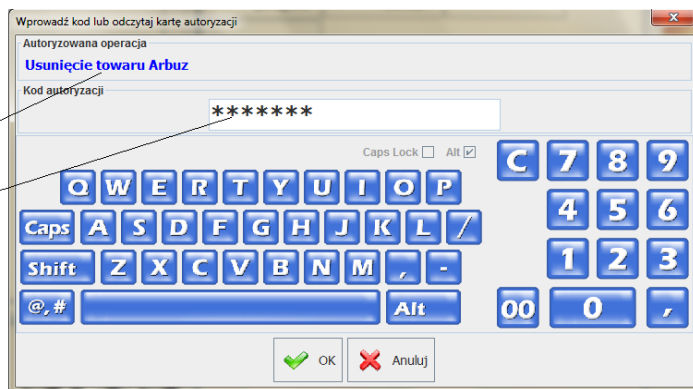 Wprowadź kod lub odczytaj kartę autoryzacji
Autoryzowana operacja
Usunięcie towaru Arbuz
Kod autoryzacji
*******
Caps Lock Alt
C 7 8 9
Q W E R T Y U I O P
4 5 6
Caps A S D F G H J K L /
1 2 3
Shift Z X C V B N M , -
@,# Alt 00 0 ,
OK Anuluj